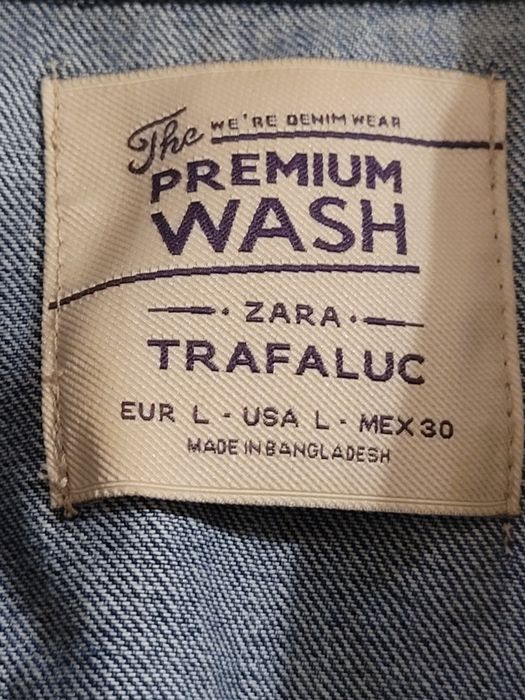 The WE'RE DENIM WEAR
PREMIUM
WASH
· ZARA ·
TRAFALUC
EUR L - USA L - MEX 30
MADE IN BANGLADESH